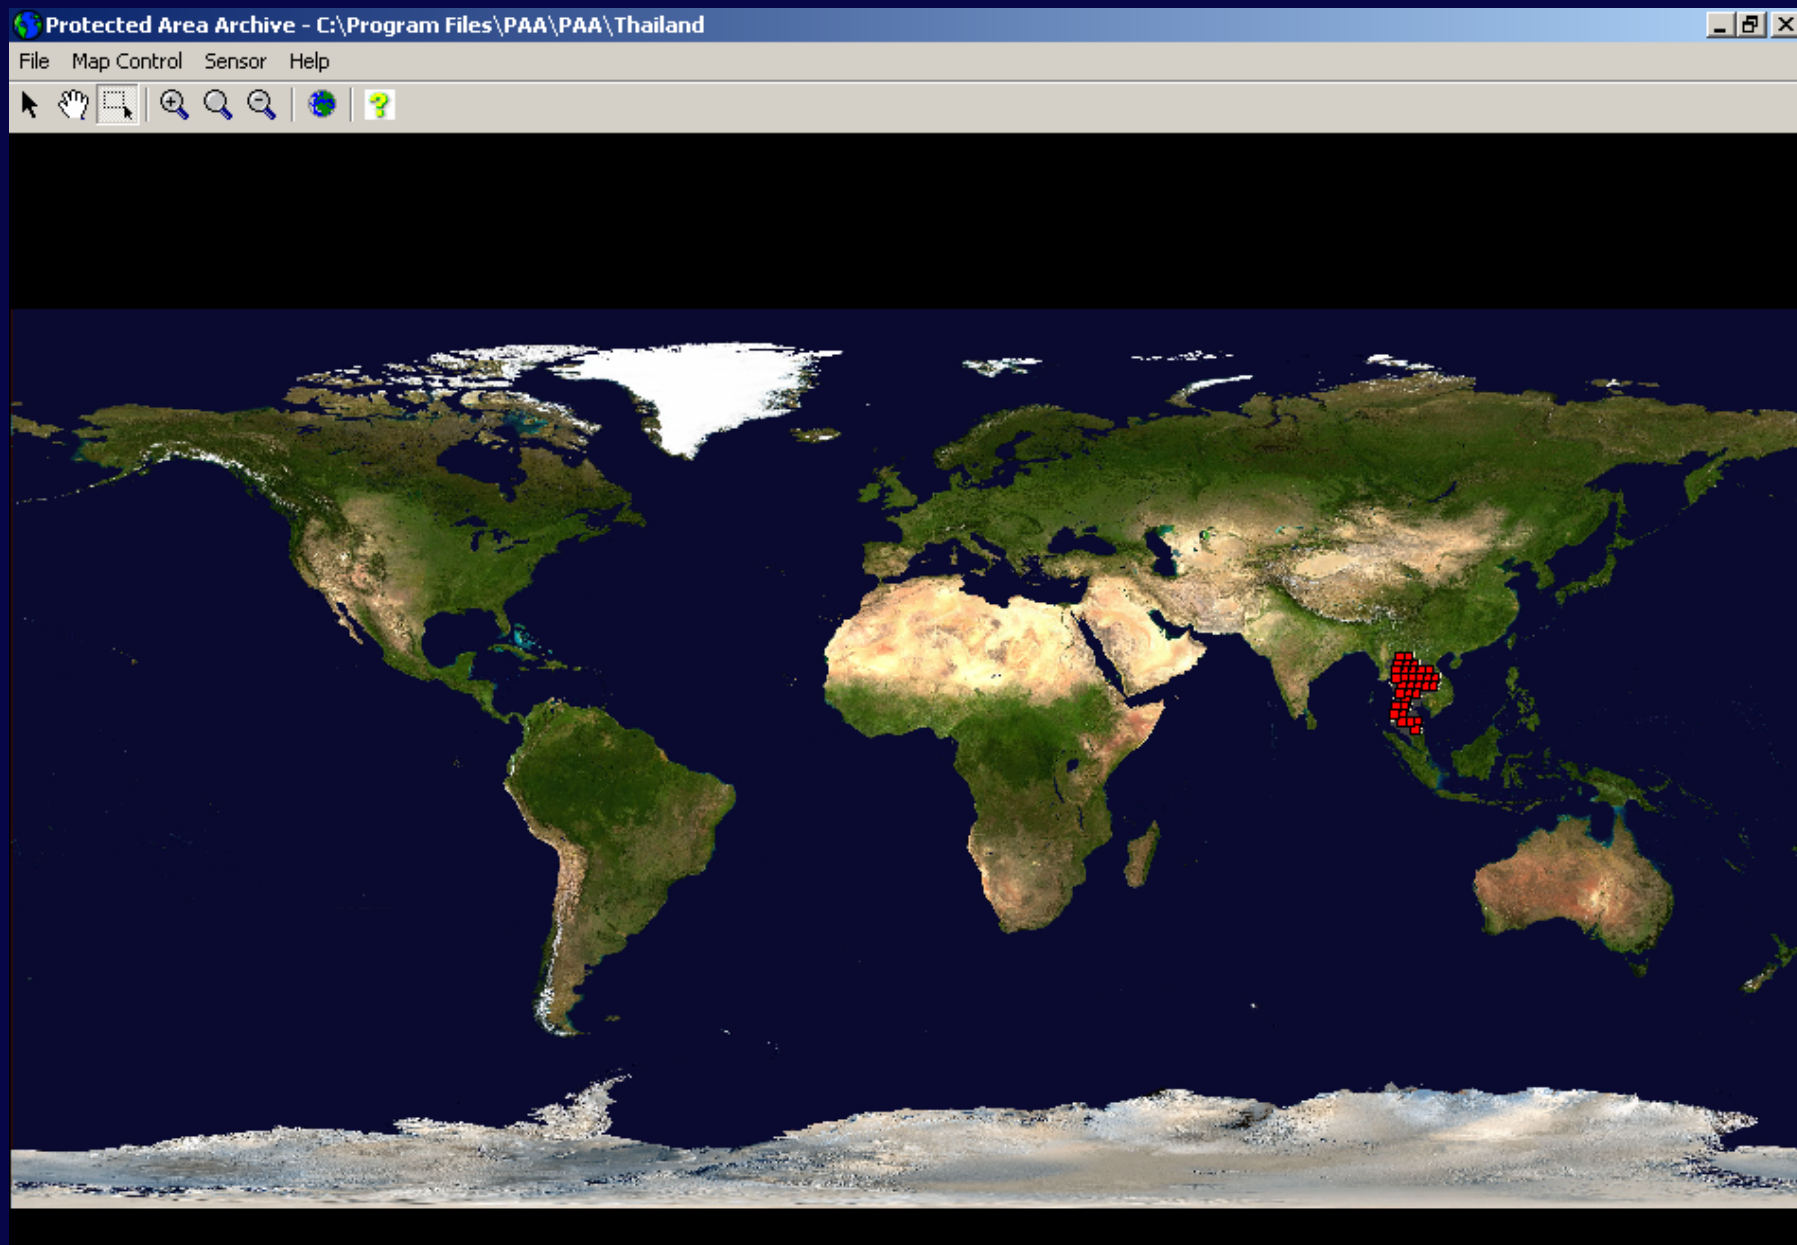 Protected Area Archive - C:\Program Files\PAA\PAA\Thailand
File Map Control Sensor Help